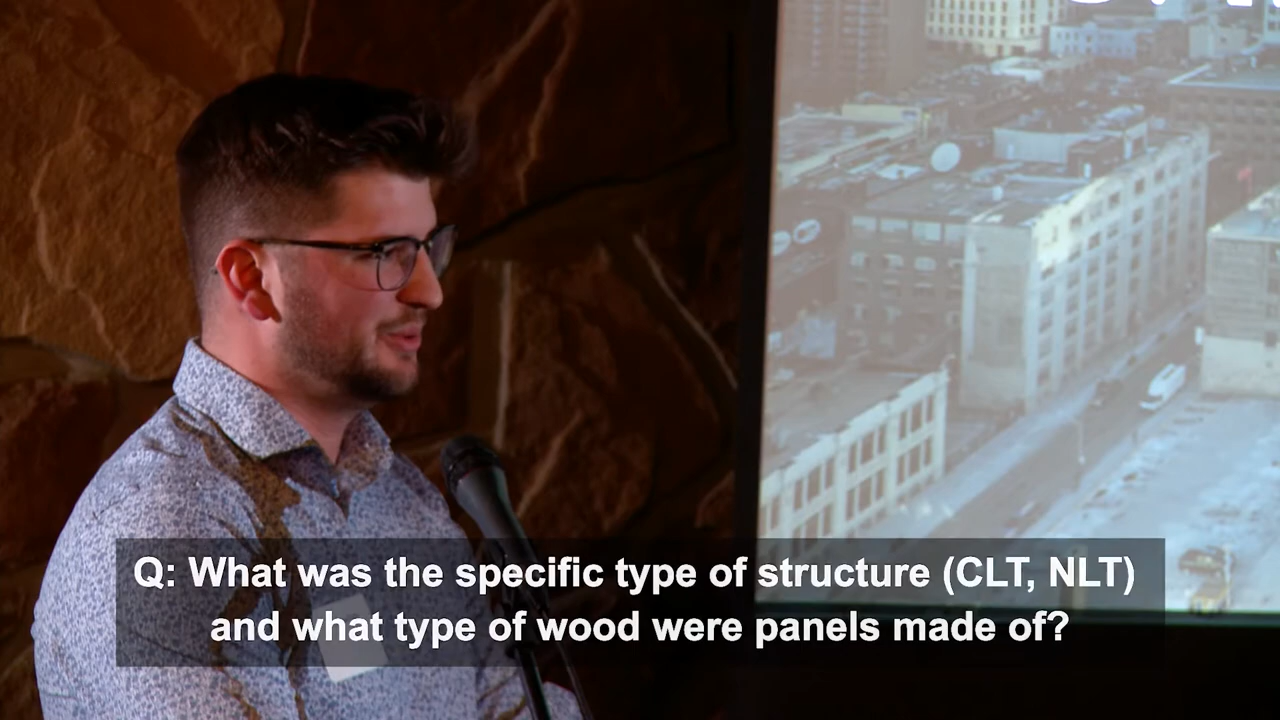 Q: What was the specific type of structure (CLT, NLT)
and what type of wood were panels made of?